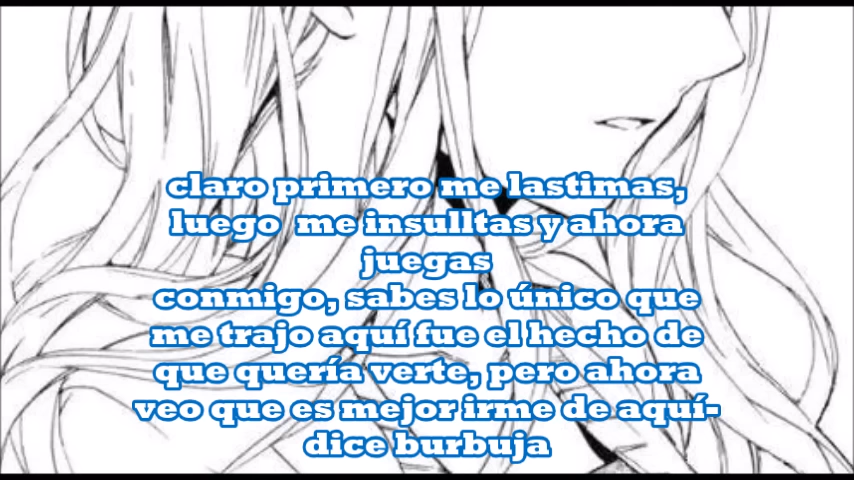 claro primero me lastimas,
luego  me insulltas y ahora
juegas
conmigo, sabes lo único que
me trajo aquí fue el hecho de
que quería verte, pero ahora
veo que es mejor irme de aquí-
dice burbuja